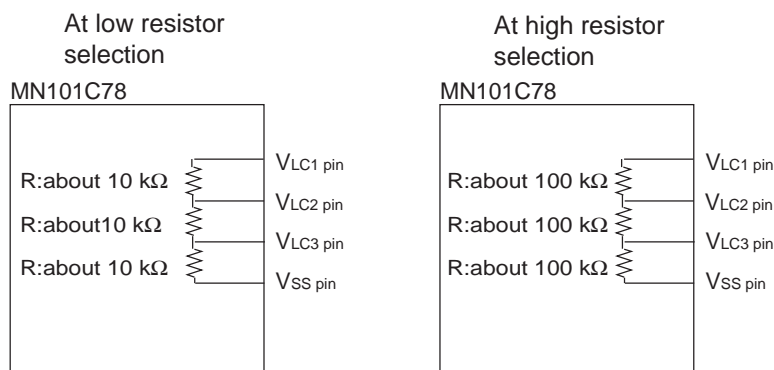 At low resistor
selection
MN101C78
R:about 10 kΩ
R:about10 kΩ
R:about 10 kΩ
VLC1 pin
VLC2 pin
VLC3 pin
VSS pin
At high resistor
selection
MN101C78
R:about 100 kΩ
R:about 100 kΩ
R:about 100 kΩ
VLC1 pin
VLC2 pin
VLC3 pin
VSS pin